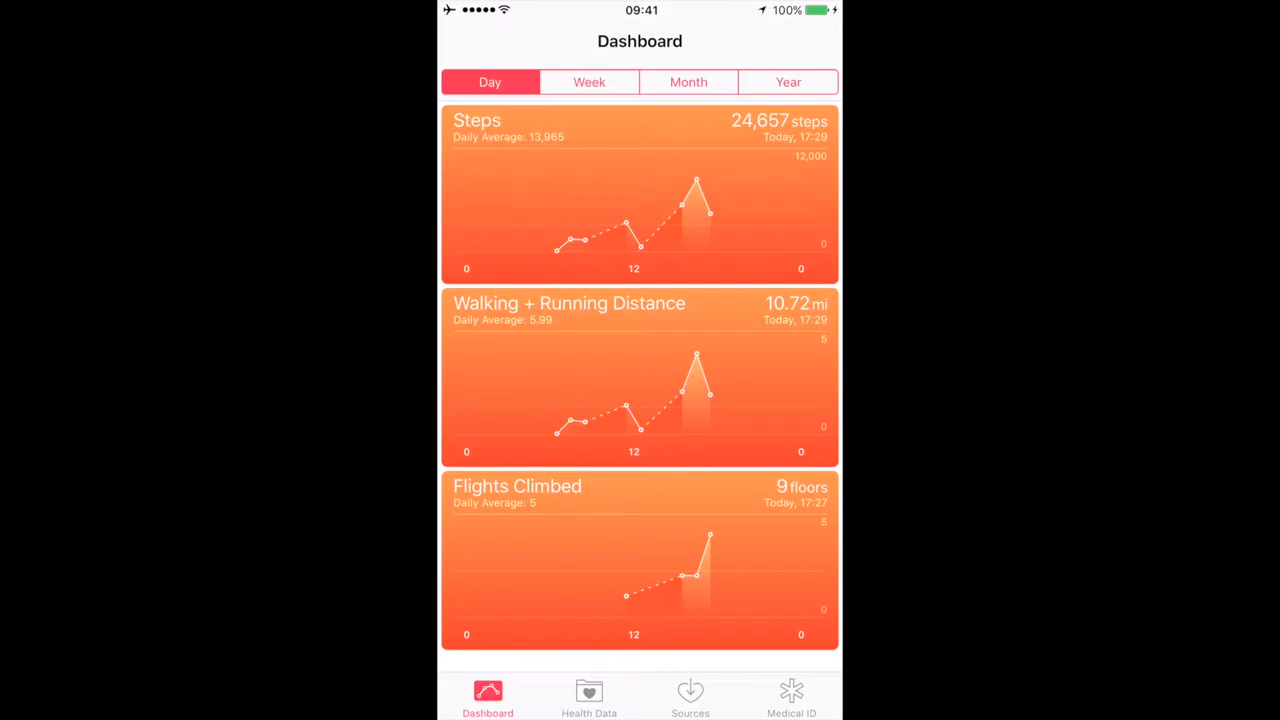 09:41
100%
Dashboard
Day Week Month Year
Steps 24,657 steps
Daily Average: 13,965 Today, 17:29
12,000
0
0 12 0
Walking + Running Distance 10.72 mi
Daily Average: 5.99 Today, 17:29
5
0
0 12 0
Flights Climbed 9 floors
Daily Average: 5 Today, 17:27
5
0
0 12 0
Dashboard Health Data Sources Medical ID